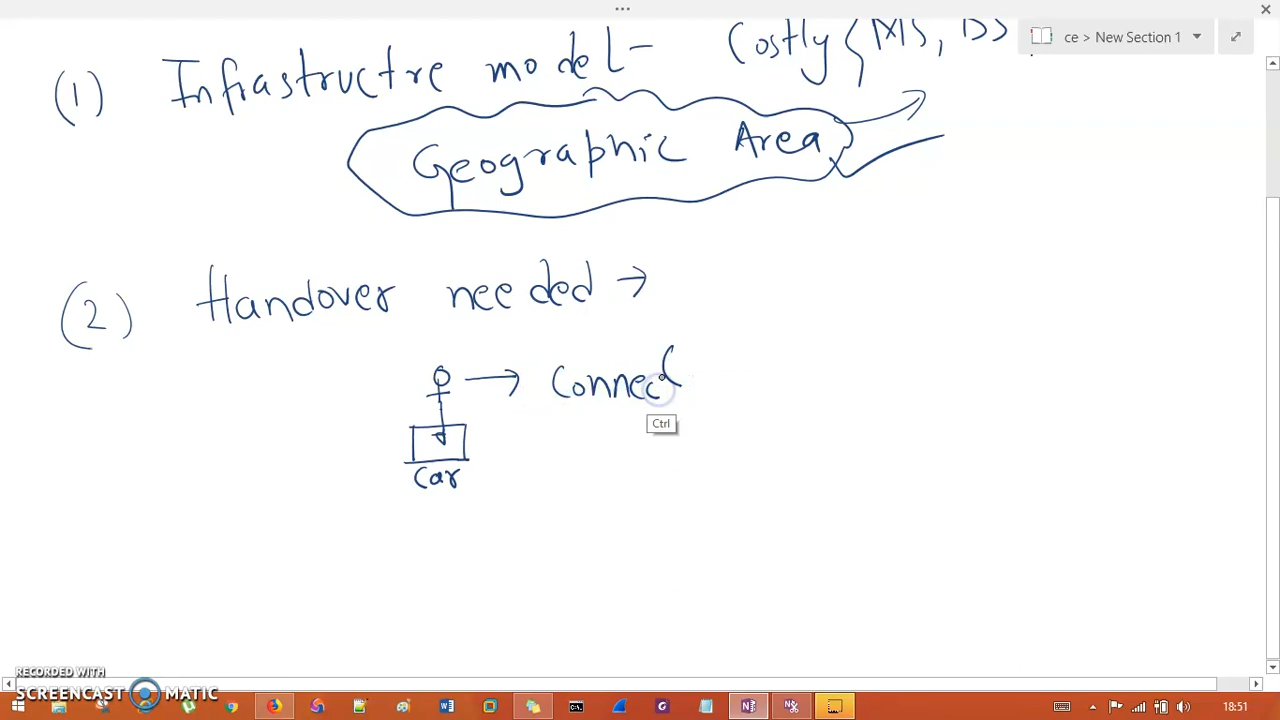 (1) Infrastructre model - Costly { MS, BS
ce > New Section 1
Geographic Area
(2) Handover needed →
→ Connec
Ctrl
Car
RECORDED WITH
SCREENCAST MATIC
18:51